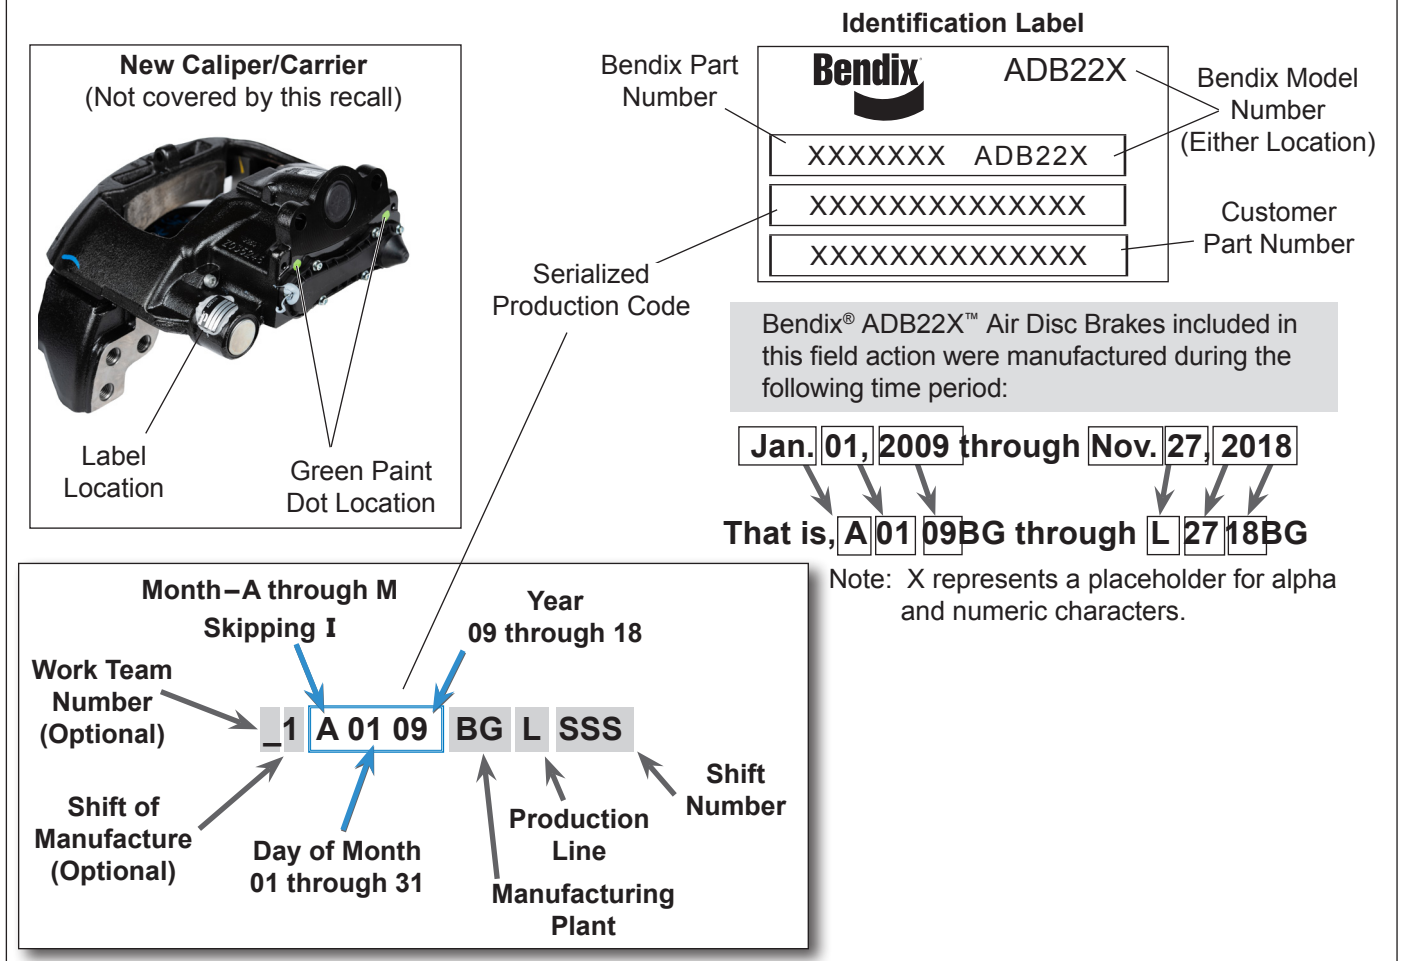 Identification Label
New Caliper/Carrier
(Not covered by this recall)
Label
Location
Green Paint
Dot Location
Bendix Part
Number
Bendix
ADB22X
Bendix Model
Number
(Either Location)
XXXXXXX ADB22X
XXXXXXXXXXXXXX
XXXXXXXXXXXXXX
Customer
Part Number
Serialized
Production Code
Bendix® ADB22X™ Air Disc Brakes included in
this field action were manufactured during the
following time period:
Jan. 01, 2009 through Nov. 27, 2018
That is, A 01 09BG through L 27 18BG
Note: X represents a placeholder for alpha
and numeric characters.
Month–A through M
Skipping I
Year
09 through 18
Work Team
Number
(Optional)
_1 A 01 09 BG L SSS
Shift of
Manufacture
(Optional)
Day of Month
01 through 31
Production
Line
Manufacturing
Plant
Shift
Number